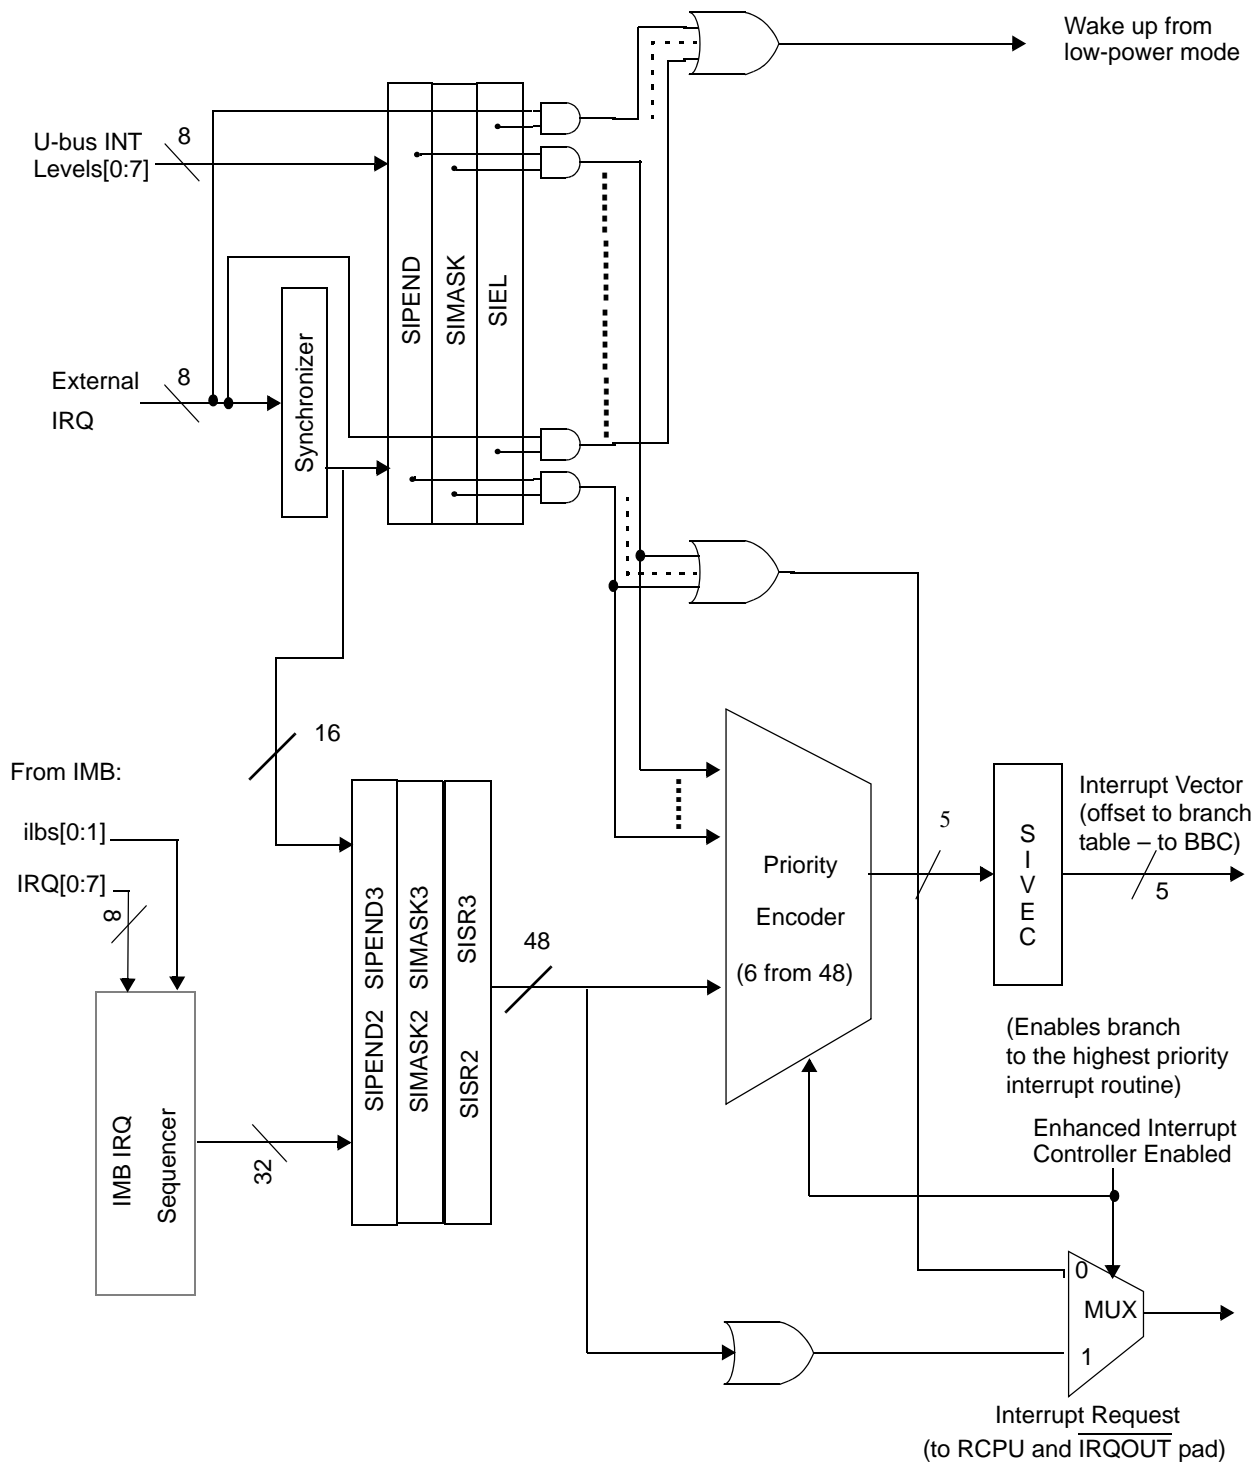 Wake up from
low-power mode
U-bus INT
Levels[0:7]
8
SIPEND
SIMASK
SIEL
External
IRQ
8
Synchronizer
16
From IMB:
ilbs[0:1]
IRQ[0:7]
8
IMB IRQ
Sequencer
32
SIPEND2 SIPEND3
SIMASK2 SIMASK3
SISR2 SISR3
48
Priority
Encoder
(6 from 48)
5
S
I
V
E
C
Interrupt Vector
(offset to branch
table – to BBC)
5
(Enables branch
to the highest priority
interrupt routine)
Enhanced Interrupt
Controller Enabled
0
MUX
1
Interrupt Request
(to RCPU and IRQOUT pad)